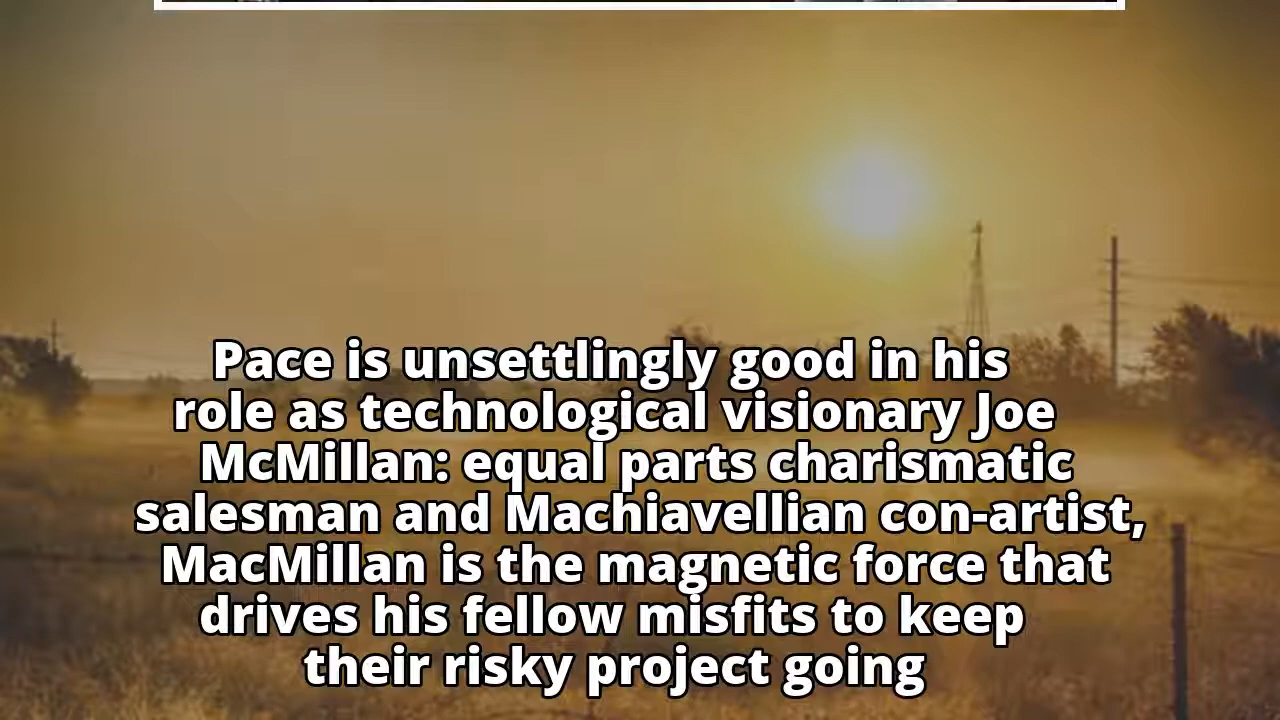 Pace is unsettlingly good in his
role as technological visionary Joe
McMillan: equal parts charismatic
salesman and Machiavellian con-artist,
MacMillan is the magnetic force that
drives his fellow misfits to keep
their risky project going